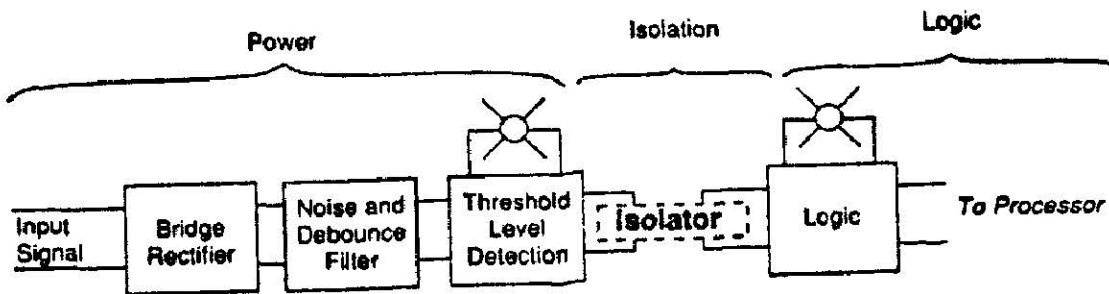 Power
Isolation
Logic
Input
Signal
Bridge
Rectifier
Noise and
Debounce
Filter
Threshold
Level
Detection
Isolator
Logic
To Processor